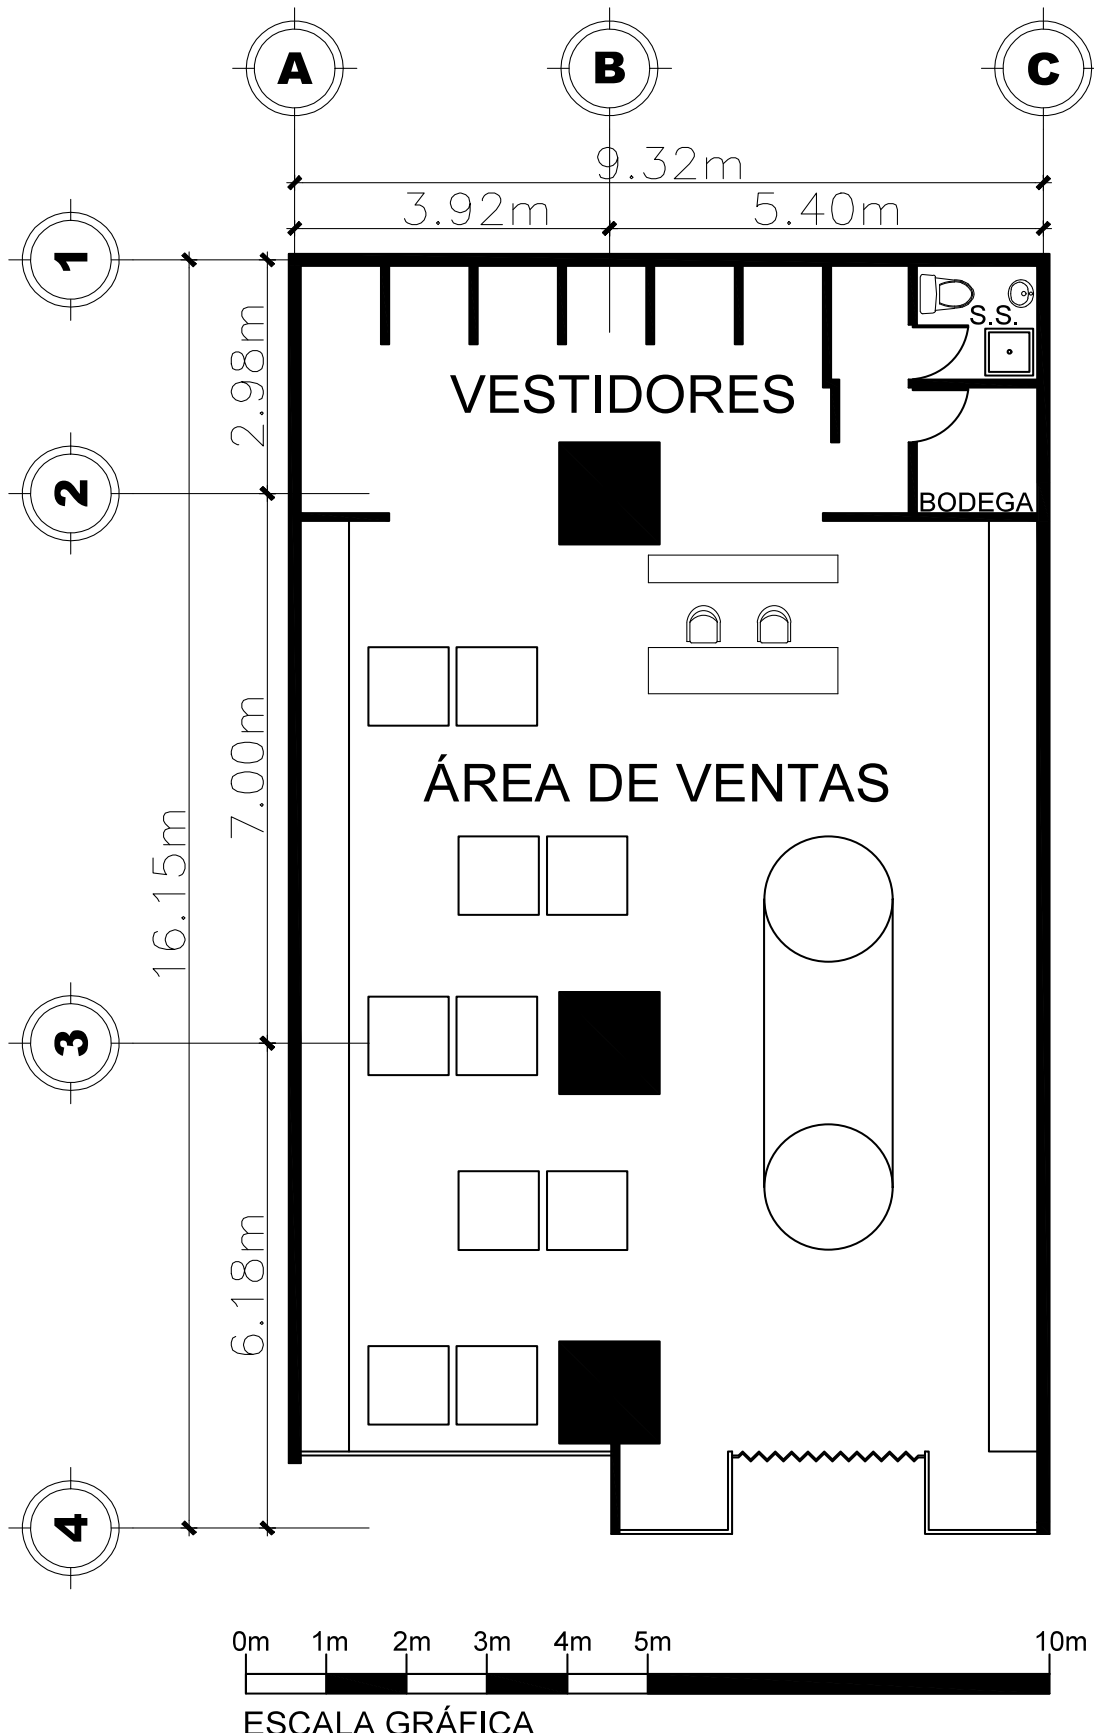 A B C
9.32m
3.92m 5.40m
1
S.S.
2.98m
VESTIDORES
2
BODEGA
7.00m
ÁREA DE VENTAS
16.15m
3
6.18m
4
0m 1m 2m 3m 4m 5m 10m
ESCALA GRÁFICA